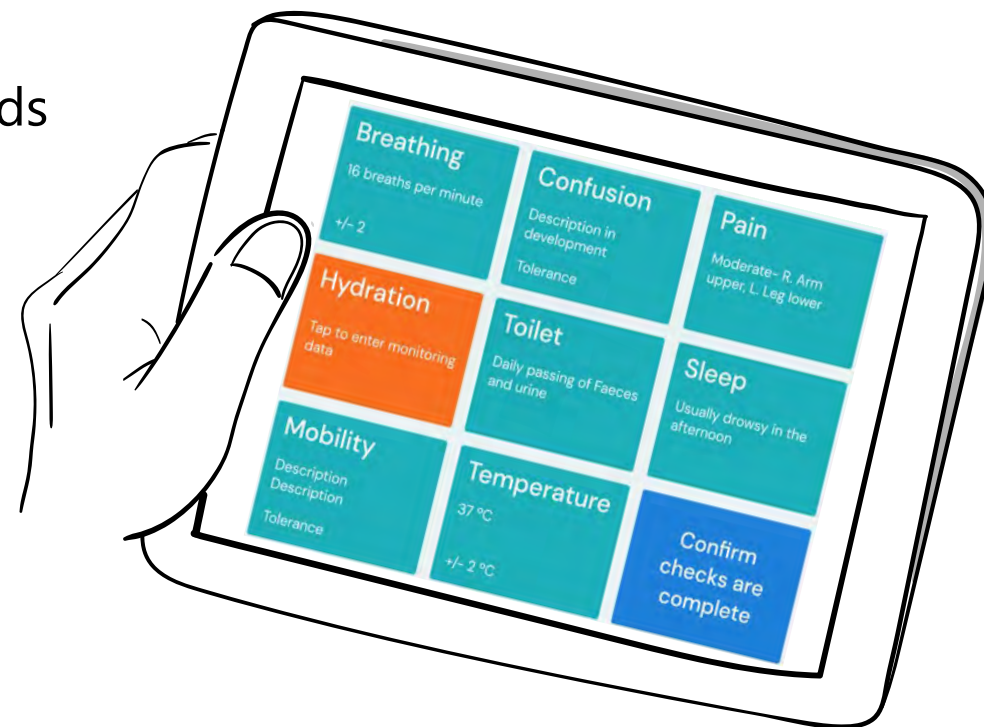 ds
Breathing
16 breaths per minute
+/- 2
Confusion
Description in
development
Tolerance
Pain
Moderate- R. Arm
upper, L. Leg lower
Hydration
Tap to enter monitoring
data
Toilet
Daily passing of Faeces
and urine
Sleep
Usually drowsy in the
afternoon
Mobility
Description
Description
Tolerance
Temperature
37 ºC
+/- 2 ºC
Confirm
checks are
complete